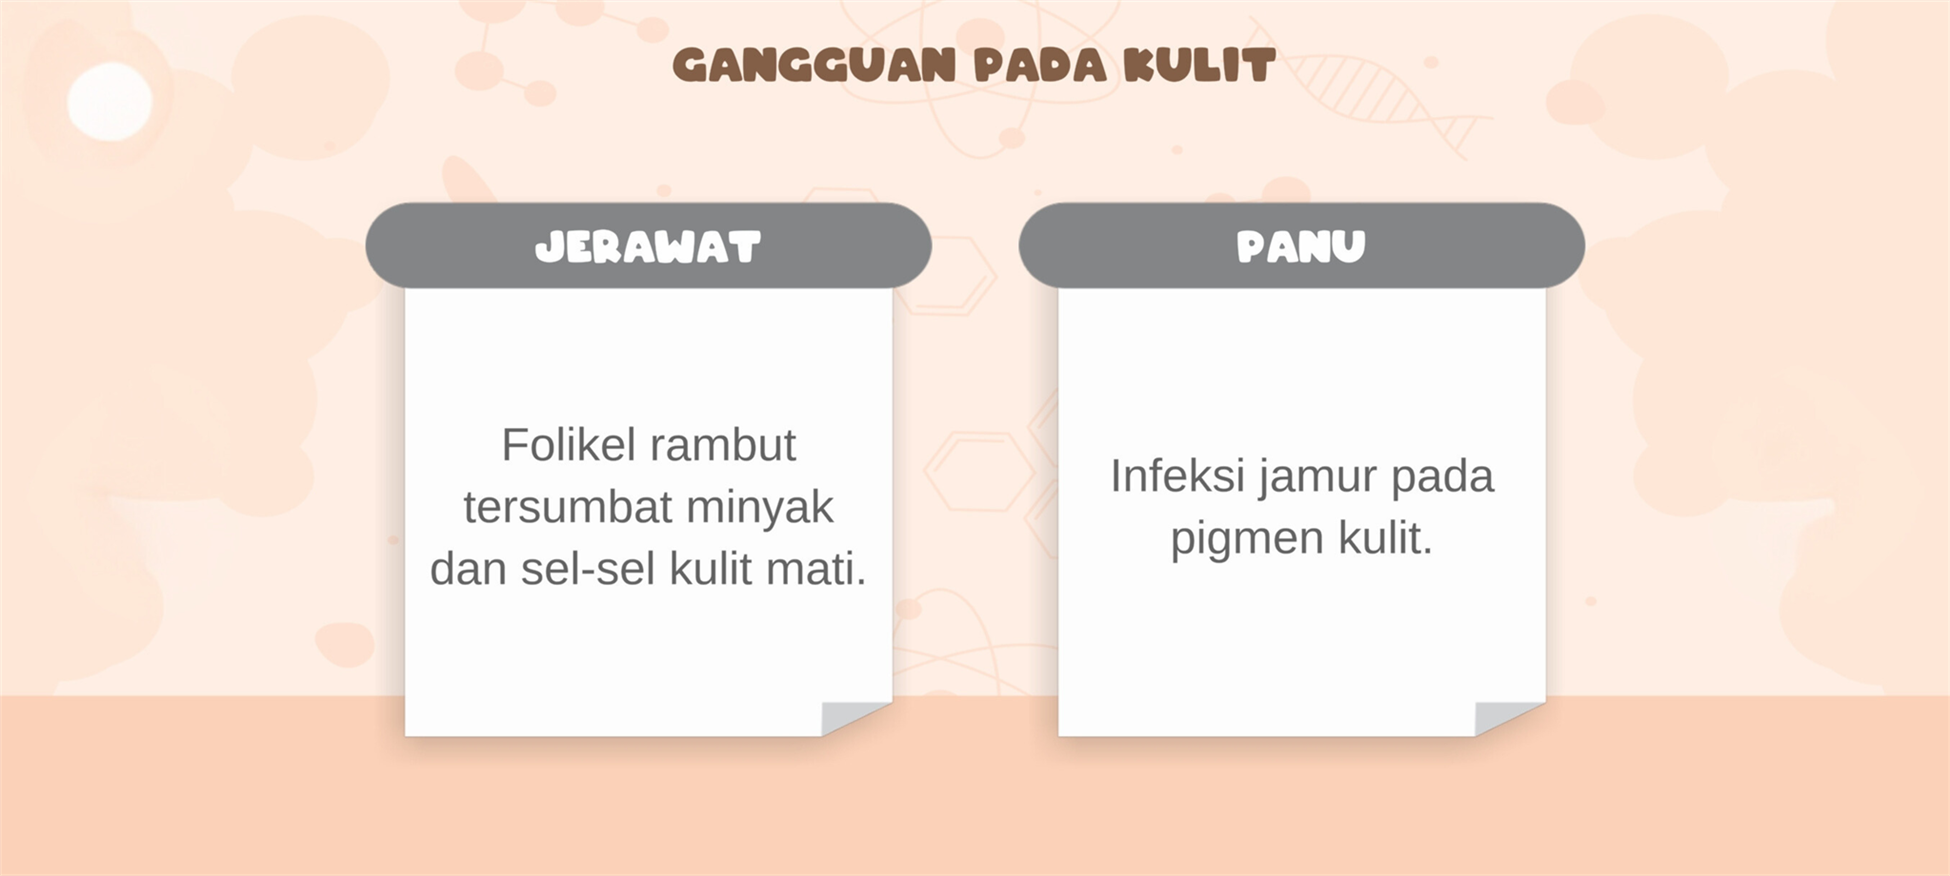 GANGGUAN PADA KULIT
JERAWAT
Folikel rambut
tersumbat minyak
dan sel-sel kulit mati.
PANU
Infeksi jamur pada
pigmen kulit.